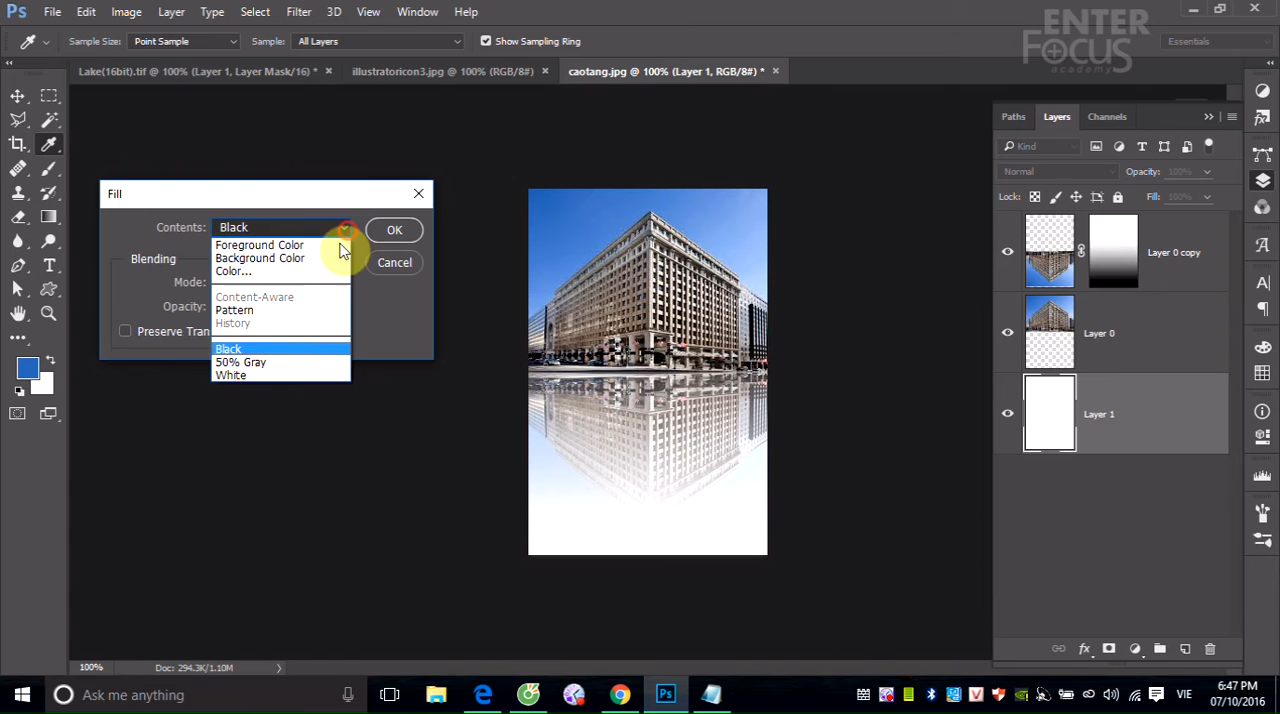 Ps File Edit Image Layer Type Select Filter 3D View Window Help
ENTER
FOCUS
academy
Sample Size: Point Sample Sample: All Layers Show Sampling Ring Essentials
Lake(16bit).tif @ 100% (Layer 1, Layer Mask/16) * × illustratoricon3.jpg @ 100% (RGB/8#) × caotang.jpg @ 100% (Layer 1, RGB/8#) * ×
Paths Layers Channels
Kind
Normal Opacity: 100%
Lock: Fill: 100%
Layer 0 copy
Layer 0
Layer 1
Fill
Contents: Black OK
Foreground Color
Background Color
Color...
Blending Cancel
Mode:
Content-Aware
Opacity: Pattern
History
Preserve Tran
Black
50% Gray
White
100% Doc: 294.3K/1.10M
Ask me anything
VIE
6:47 PM
07/10/2016